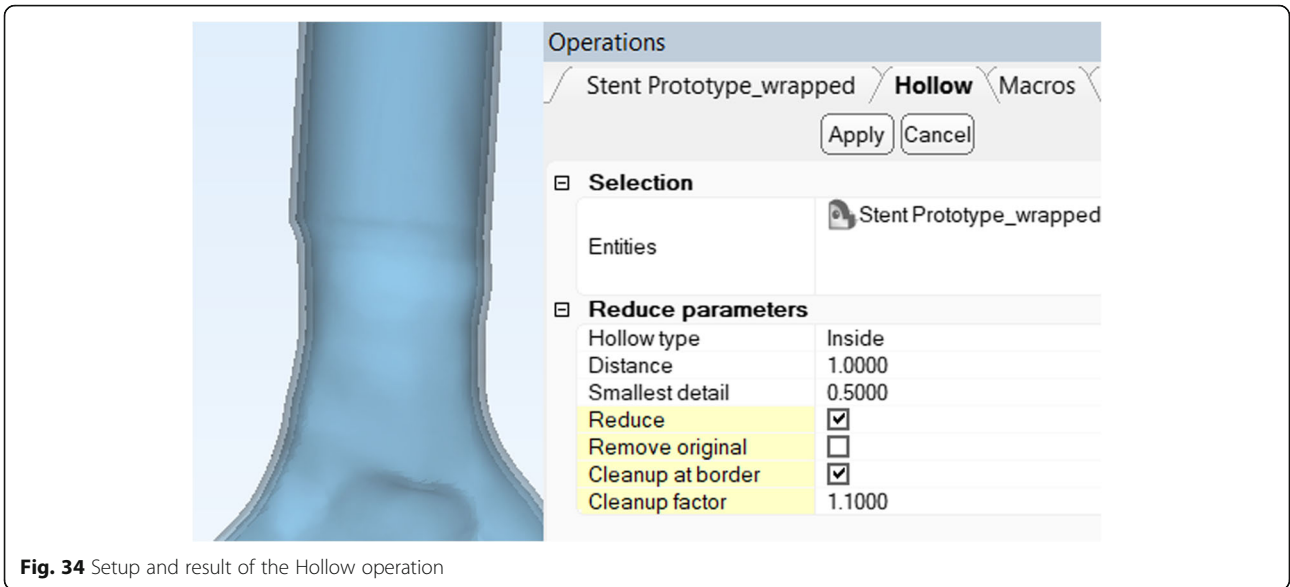 Operations
Stent Prototype_wrapped Hollow Macros
Apply Cancel
Selection
Entities Stent Prototype_wrapped
Reduce parameters
Hollow type Inside
Distance 1.0000
Smallest detail 0.5000
Reduce
Remove original
Cleanup at border
Cleanup factor 1.1000
Fig. 34 Setup and result of the Hollow operation